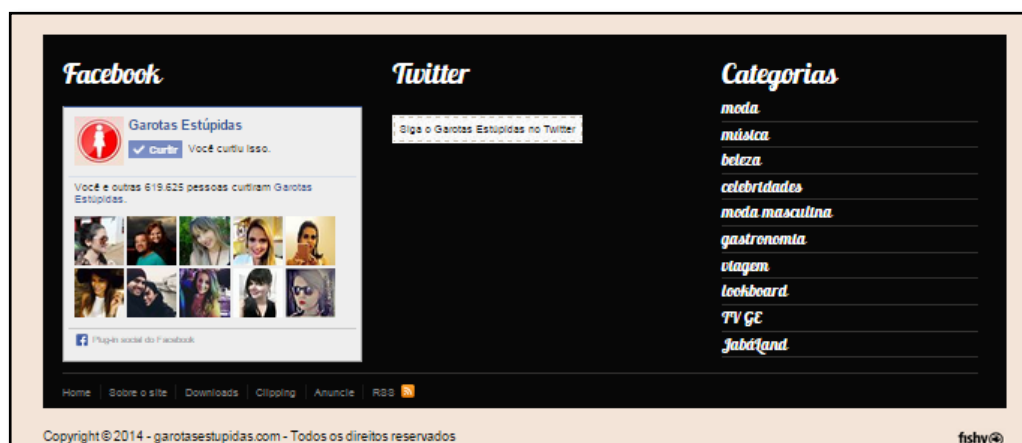 Facebook
Garotas Estúpidas
Curtir Você curtiu isso.
Você e outras 619.625 pessoas curtiram Garotas
Estúpidas.
Plug-in social do Facebook
Twitter
Siga o Garotas Estúpidas no Twitter
Categorias
moda
música
beleza
celebridades
moda masculina
gastronomia
viagem
lookboard
TV GE
JabáLand
Home Sobre o site Downloads Clipping Anuncie RSS
Copyright © 2014 - garotasestupidas.com - Todos os direitos reservados
fishy